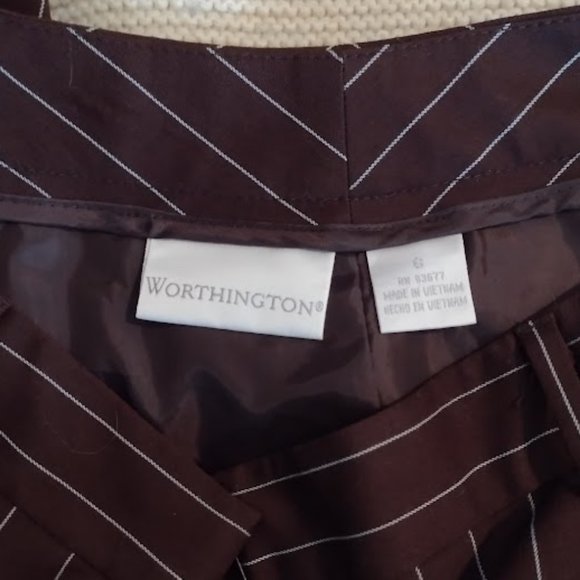 WORTHINGTON®
6
RN 93677
MADE IN VIETNAM
HECHO EN VIETNAM